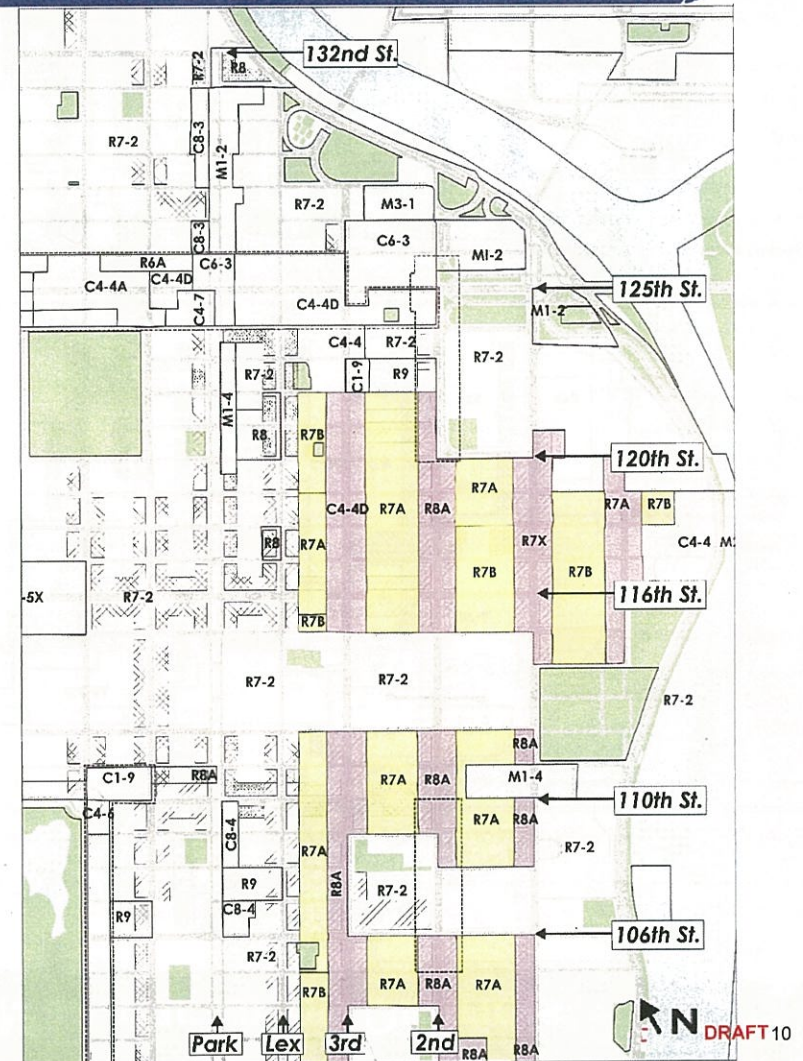 132nd St.
R7-2
R8
R7-2
C8-3
M1-2
R7-2
M3-1
C8-3
C6-3
MI-2
R6A
C6-3
C4-4A
C4-4D
C4-7
C4-4D
125th St.
M1-2
C4-4
R7-2
R7-2
R7-2
C1-9
R9
M1-4
R8
R7B
120th St.
R7A
C4-4D
R7A
R8A
R7A
R7B
R8
R7A
R7X
C4-4
R7B
R7B
-5X
R7-2
116th St.
R7B
R7-2
R7-2
R7-2
R8A
C1-9
R8A
R7A
R8A
M1-4
110th St.
C8-4
R7A
R8A
R7-2
R7A
R8A
R9
R7-2
C8-4
R9
106th St.
R7-2
R7B
R7A
R8A
R7A
Park
Lex
3rd
2nd
R8A
R8A
N
DRAFT 10